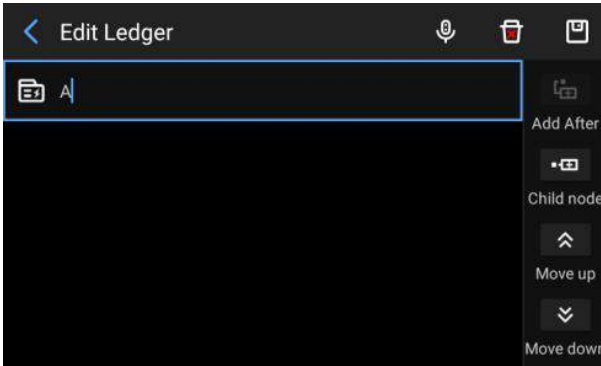 Edit Ledger
A
Add After
Child node
Move up
Move down